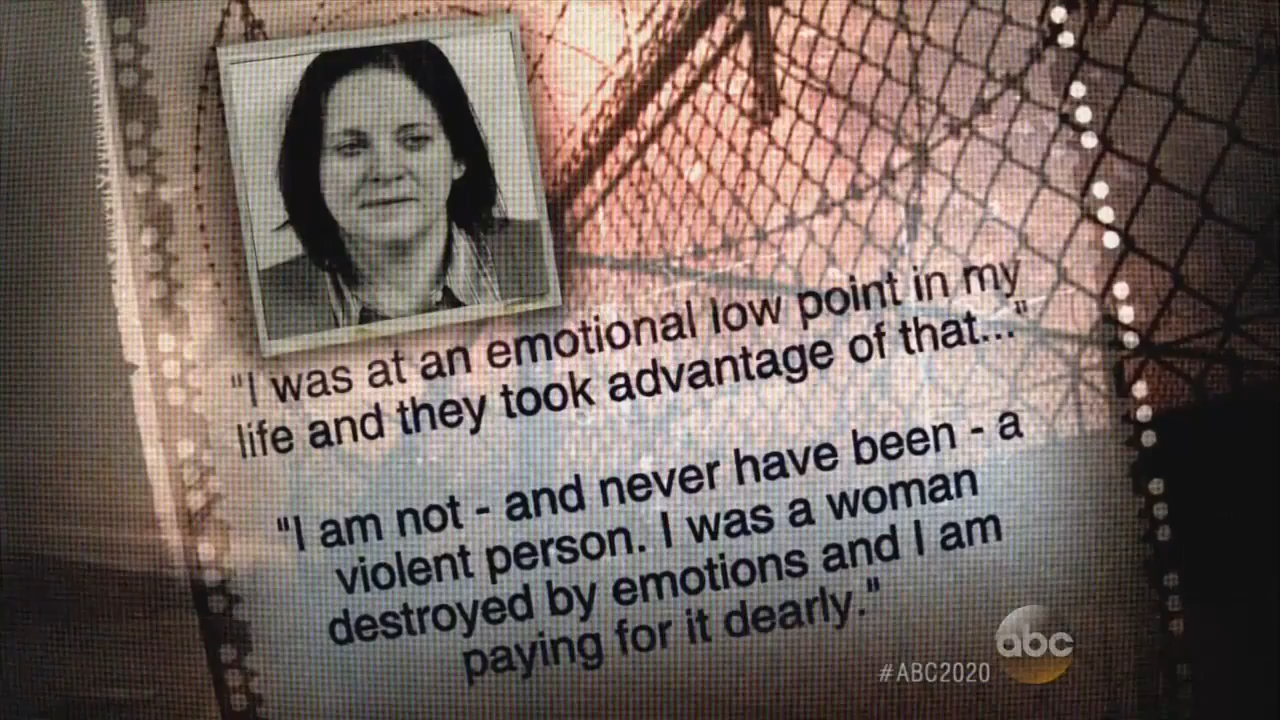 "I was at an emotional low point in my
life and they took advantage of that..."
"I am not - and never have been - a
violent person. I was a woman
destroyed by emotions and I am
paying for it dearly."
abc
#ABC2020